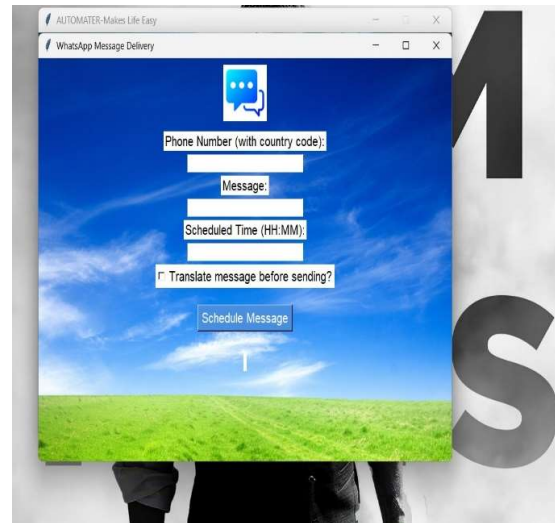 AUTOMATER-Makes Life Easy
WhatsApp Message Delivery
Phone Number (with country code):
Message:
Scheduled Time (HH:MM):
Translate message before sending?
Schedule Message
M
S